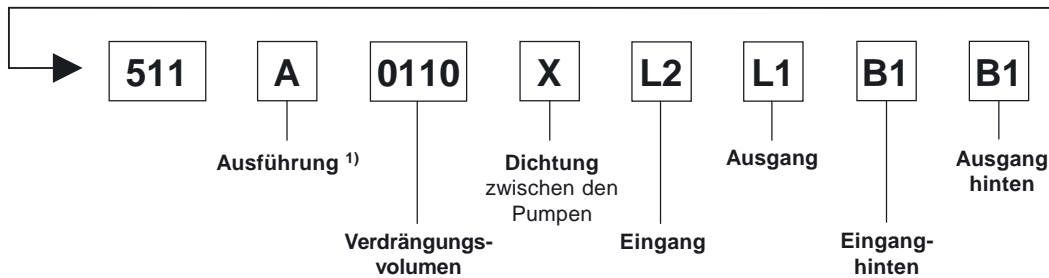 511 A 0110 X L2 L1 B1 B1
Ausführung 1)
Dichtung
zwischen den
Pumpen
Ausgang
Ausgang
hinten
Verdrängungs-
volumen
Eingang
Eingang-
hinten